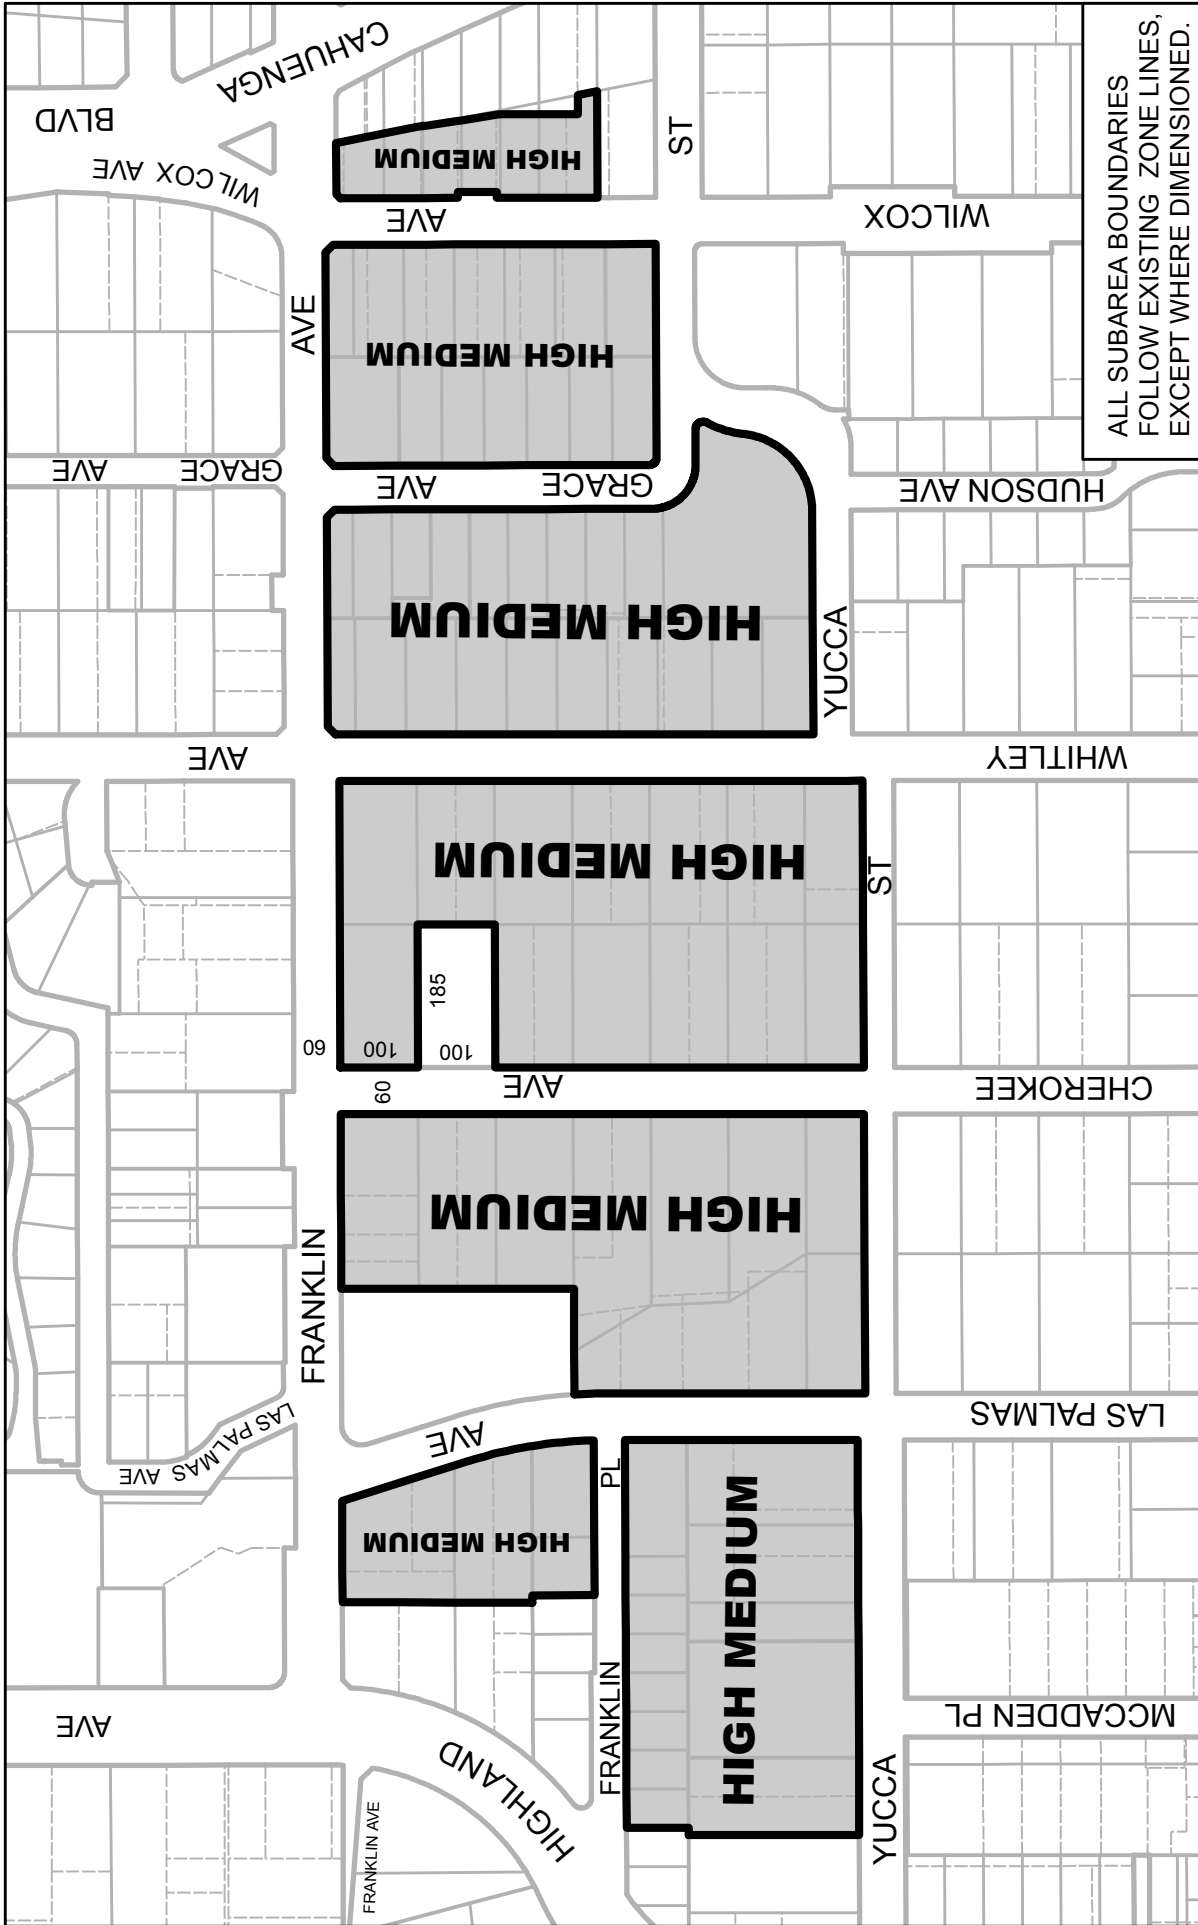 CAHUENGA
BLVD
WILCOX AVE
HIGH MEDIUM
ST
AVE
WILCOX
ALL SUBAREA BOUNDARIES
FOLLOW EXISTING ZONE LINES,
EXCEPT WHERE DIMENSIONED.
AVE
HIGH MEDIUM
AVE
GRACE
AVE
GRACE
HUDSON AVE
HIGH MEDIUM
YUCCA
AVE
WHITLEY
HIGH MEDIUM
ST
185
60
100
100
60
AVE
CHEROKEE
HIGH MEDIUM
FRANKLIN
LAS PALMAS AVE
AVE
LAS PALMAS
PL
HIGH MEDIUM
HIGH MEDIUM
FRANKLIN
AVE
MCCADDEN PL
HIGHLAND
YUCCA
FRANKLIN AVE